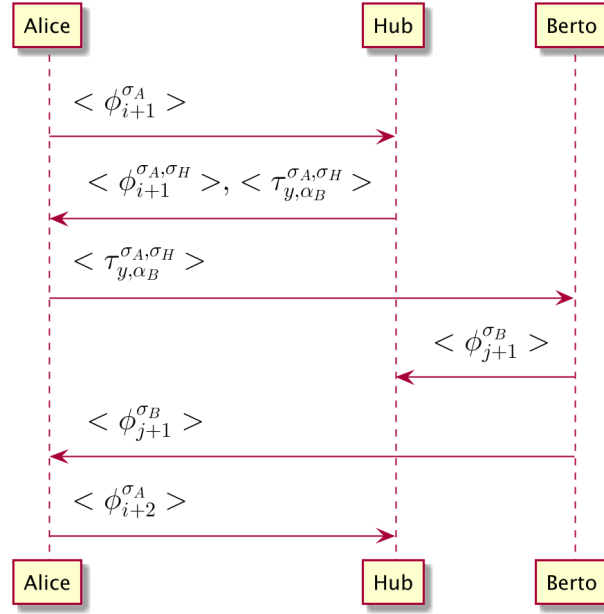 Alice Hub Berto
< ϕ_{i+1}^{σ_A} >
< ϕ_{i+1}^{σ_A,σ_H} >, < τ_{y,α_B}^{σ_A,σ_H} >
< τ_{y,α_B}^{σ_A,σ_H} >
< ϕ_{j+1}^{σ_B} >
< ϕ_{j+1}^{σ_B} >
< ϕ_{i+2}^{σ_A} >
Alice Hub Berto